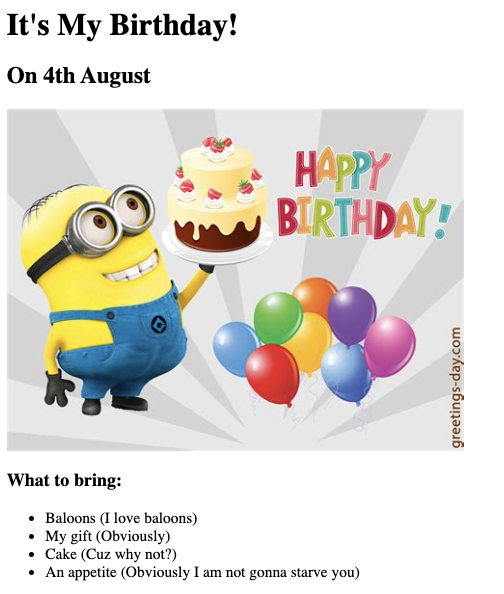 It's My Birthday!
On 4th August
HAPPY
BIRTHDAY!
greetings-day.com
What to bring:
Baloons (I love baloons)
My gift (Obviously)
Cake (Cuz why not?)
An appetite (Obviously I am not gonna starve you)